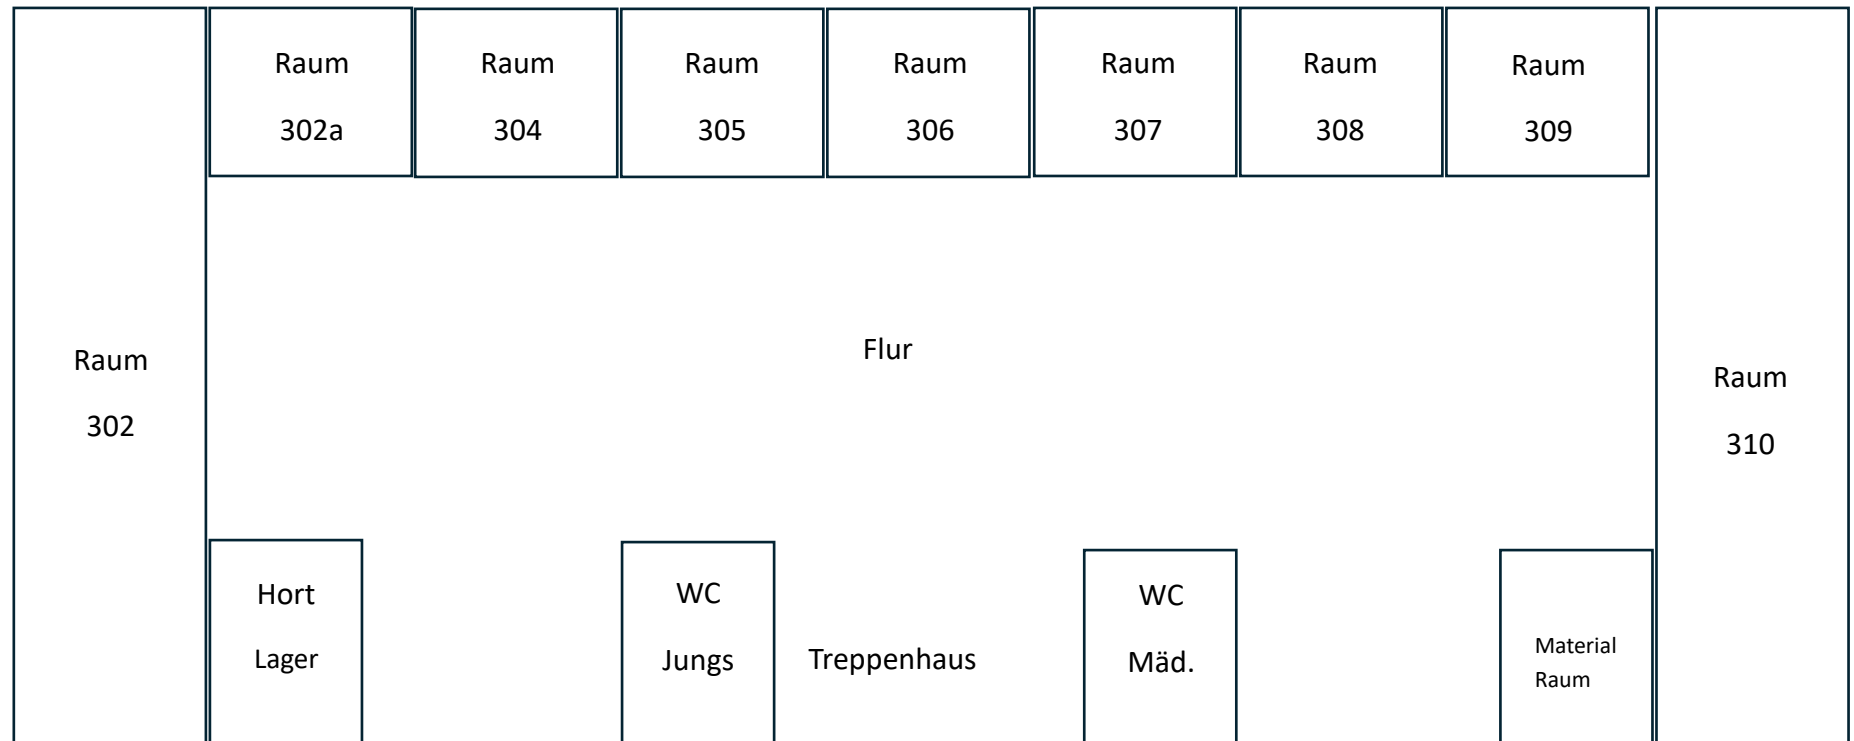 Raum
302a
Raum
304
Raum
305
Raum
306
Raum
307
Raum
308
Raum
309
Raum
302
Flur
Raum
310
Hort
Lager
WC
Jungs
Treppenhaus
WC
Mäd.
Material
Raum